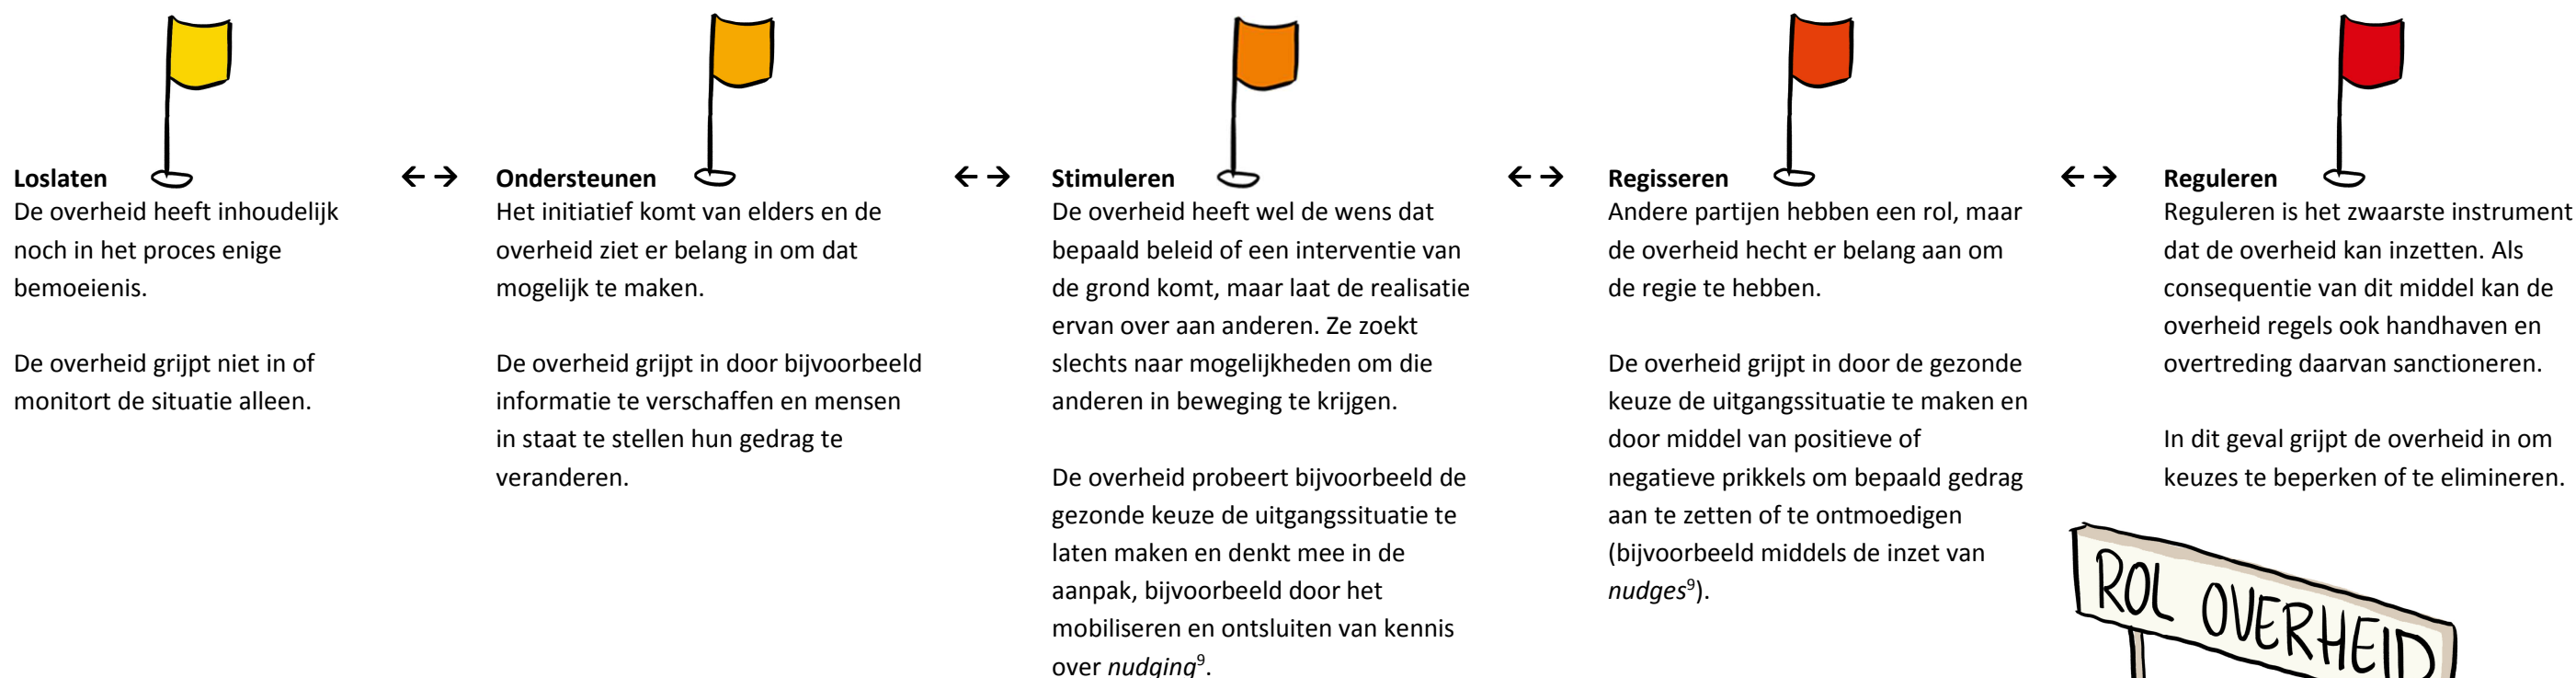 Loslaten
De overheid heeft inhoudelijk
noch in het proces enige
bemoeienis.
De overheid grijpt niet in of
monitort de situatie alleen.
← →
Ondersteunen
Het initiatief komt van elders en de
overheid ziet er belang in om dat
mogelijk te maken.
De overheid grijpt in door bijvoorbeeld
informatie te verschaffen en mensen
in staat te stellen hun gedrag te
veranderen.
← →
Stimuleren
De overheid heeft wel de wens dat
bepaald beleid of een interventie van
de grond komt, maar laat de realisatie
ervan over aan anderen. Ze zoekt
slechts naar mogelijkheden om die
anderen in beweging te krijgen.
De overheid probeert bijvoorbeeld de
gezonde keuze de uitgangssituatie te
laten maken en denkt mee in de
aanpak, bijvoorbeeld door het
mobiliseren en ontsluiten van kennis
over nudging⁹.
← →
Regisseren
Andere partijen hebben een rol, maar
de overheid hecht er belang aan om
de regie te hebben.
De overheid grijpt in door de gezonde
keuze de uitgangssituatie te maken en
door middel van positieve of
negatieve prikkels om bepaald gedrag
aan te zetten of te ontmoedigen
(bijvoorbeeld middels de inzet van
nudges⁹).
← →
Reguleren
Reguleren is het zwaarste instrument
dat de overheid kan inzetten. Als
consequentie van dit middel kan de
overheid regels ook handhaven en
overtreding daarvan sanctioneren.
In dit geval grijpt de overheid in om
keuzes te beperken of te elimineren.
ROL OVERHEID